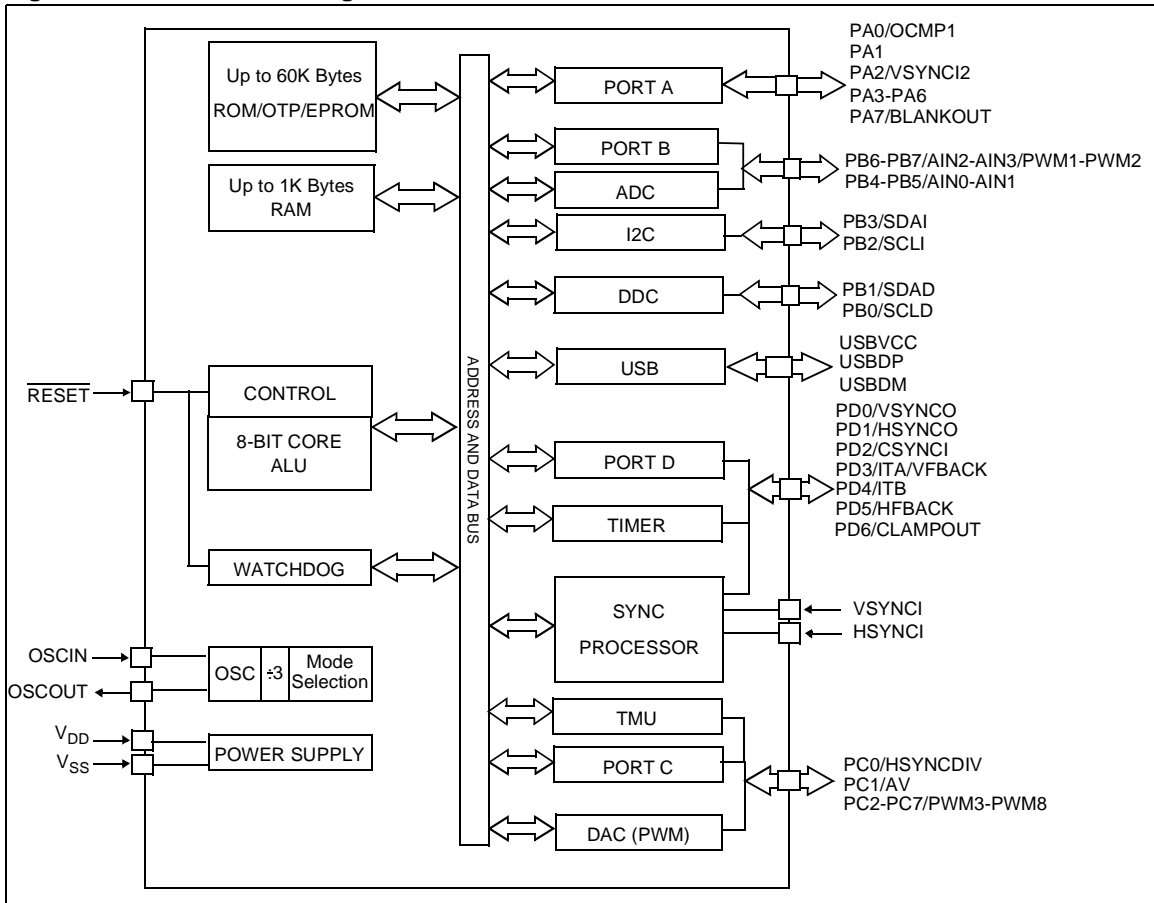 Up to 60K Bytes
ROM/OTP/EPROM
Up to 1K Bytes
RAM
RESET
CONTROL
8-BIT CORE
ALU
WATCHDOG
OSCIN
OSCOUT
OSC ÷3 Mode
Selection
VDD
VSS
POWER SUPPLY
ADDRESS AND DATA BUS
PORT A
PORT B
ADC
I2C
DDC
USB
PORT D
TIMER
SYNC
PROCESSOR
TMU
PORT C
DAC (PWM)
PA0/OCMP1
PA1
PA2/VSYNCI2
PA3-PA6
PA7/BLANKOUT
PB6-PB7/AIN2-AIN3/PWM1-PWM2
PB4-PB5/AIN0-AIN1
PB3/SDAI
PB2/SCLI
PB1/SDAD
PB0/SCLD
USBVCC
USBDP
USBDM
PD0/VSYNCO
PD1/HSYNCO
PD2/CSYNCI
PD3/ITA/VFBACK
PD4/ITB
PD5/HFBACK
PD6/CLAMPOUT
VSYNCI
HSYNCI
PC0/HSYNCDIV
PC1/AV
PC2-PC7/PWM3-PWM8